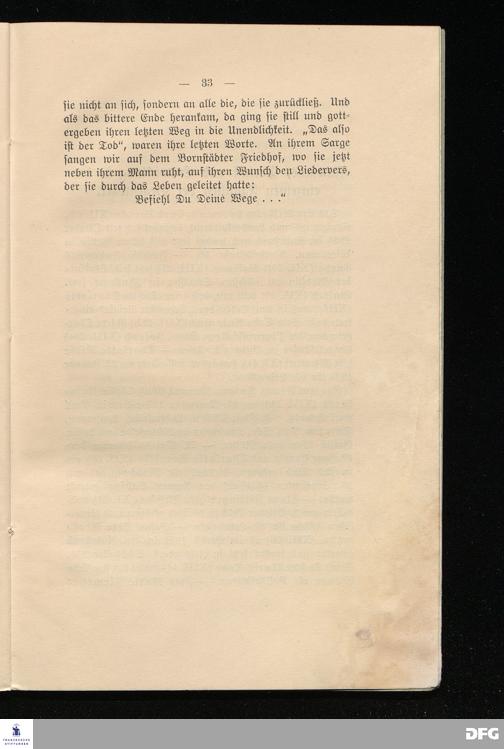 — 33 —
sie nicht an sich, sondern an alle die, die sie zurückließ. Und
als das bittere Ende herankam, da ging sie still und gott-
ergeben ihren letzten Weg in die Unendlichkeit. „Das also
ist der Tod“, waren ihre letzten Worte. An ihrem Sarge
sangen wir auf dem Bornstädter Friedhof, wo sie jetzt
neben ihrem Mann ruht, auf ihren Wunsch den Liedervers,
der sie durch das Leben geleitet hatte:
Befiehl Du Deine Wege . . .“
FRANCKESCHE
STIFTUNGEN
DFG